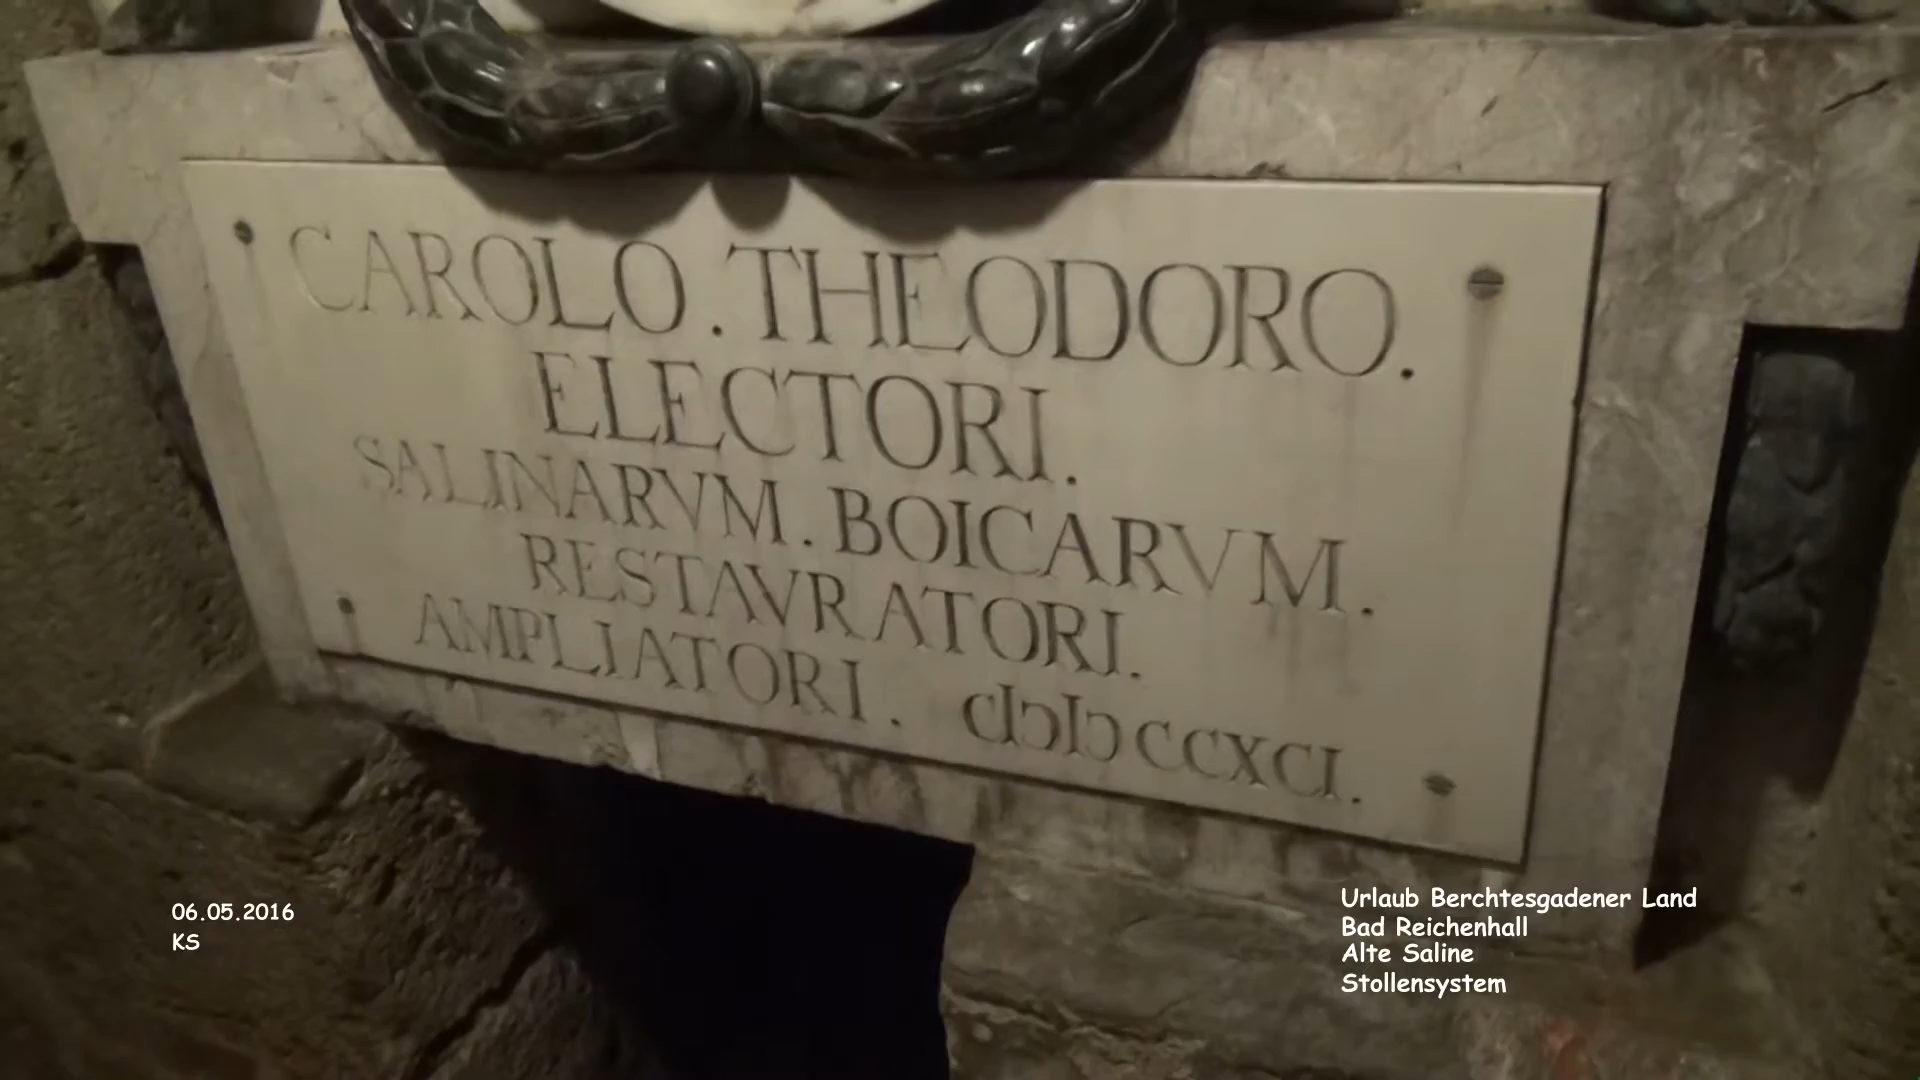 CAROLO . THEODORO.
ELECTORI.
SALINARVM. BOICARVM.
RESTAVRATORI.
AMPLIATORI. cIↄIↄCCXCI.
06.05.2016
KS
Urlaub Berchtesgadener Land
Bad Reichenhall
Alte Saline
Stollensystem